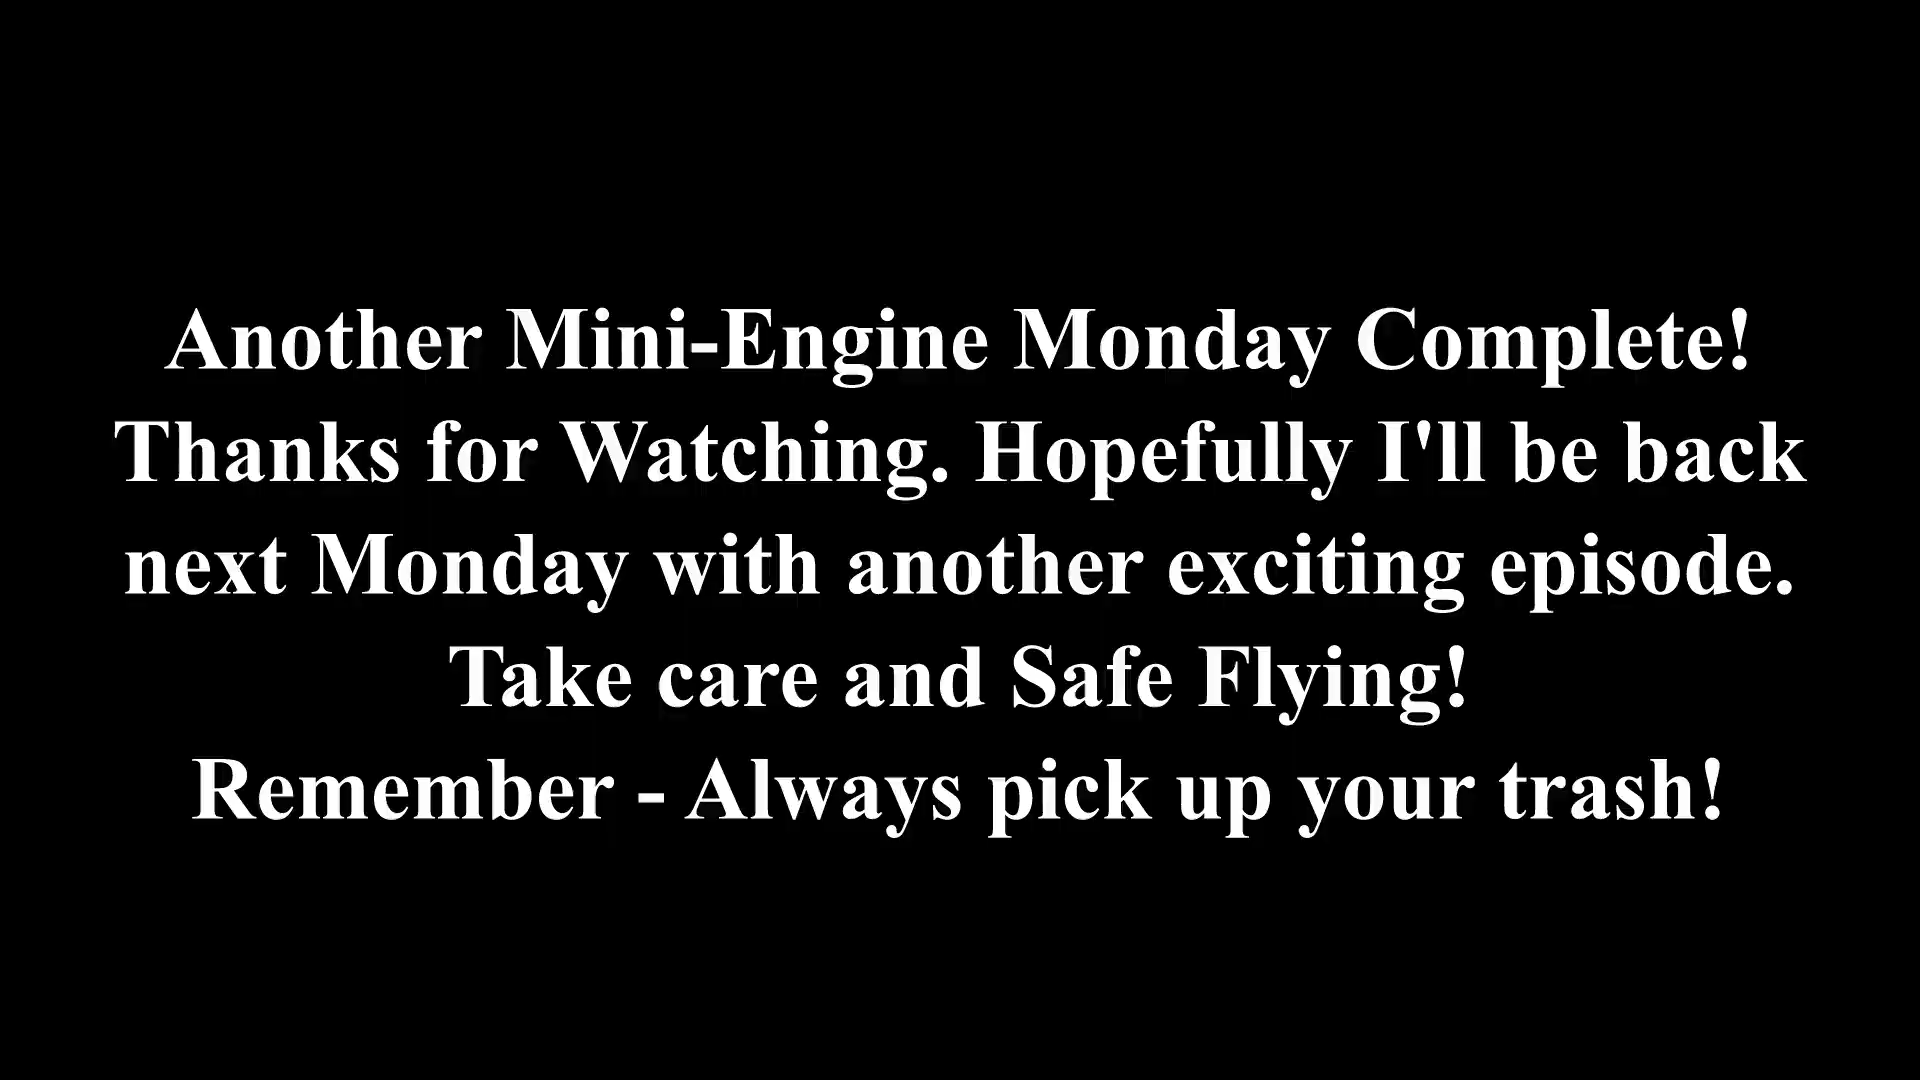 Another Mini-Engine Monday Complete!
Thanks for Watching. Hopefully I'll be back
next Monday with another exciting episode.
Take care and Safe Flying!
Remember - Always pick up your trash!